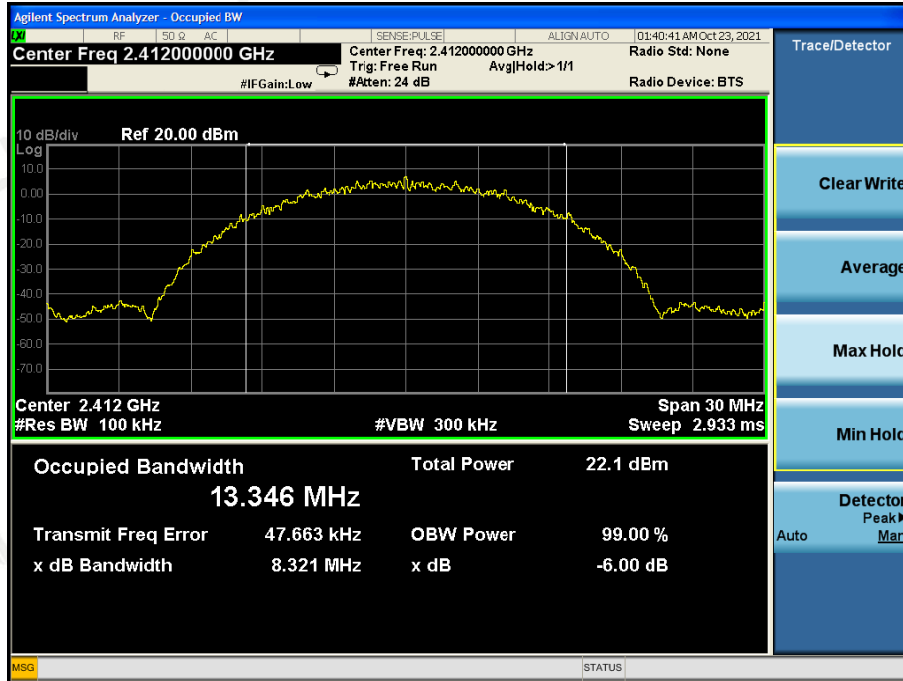 Agilent Spectrum Analyzer - Occupied BW
LXI RF 50 Ω AC SENSE:PULSE ALIGN AUTO 01:40:41 AM Oct 23, 2021
Center Freq 2.412000000 GHz
Center Freq: 2.412000000 GHz
Radio Std: None
Trig: Free Run Avg|Hold:>1/1
#IFGain:Low
#Atten: 24 dB
Radio Device: BTS
Trace/Detector
10 dB/div Ref 20.00 dBm
Log
10.0
0.00
-10.0
-20.0
-30.0
-40.0
-50.0
-60.0
-70.0
Center 2.412 GHz Span 30 MHz
#Res BW 100 kHz #VBW 300 kHz Sweep 2.933 ms
Occupied Bandwidth Total Power 22.1 dBm
13.346 MHz
Transmit Freq Error 47.663 kHz OBW Power 99.00 %
x dB Bandwidth 8.321 MHz x dB -6.00 dB
Clear Write
Average
Max Hold
Min Hold
Detector
Peak
Auto Man
MSG STATUS